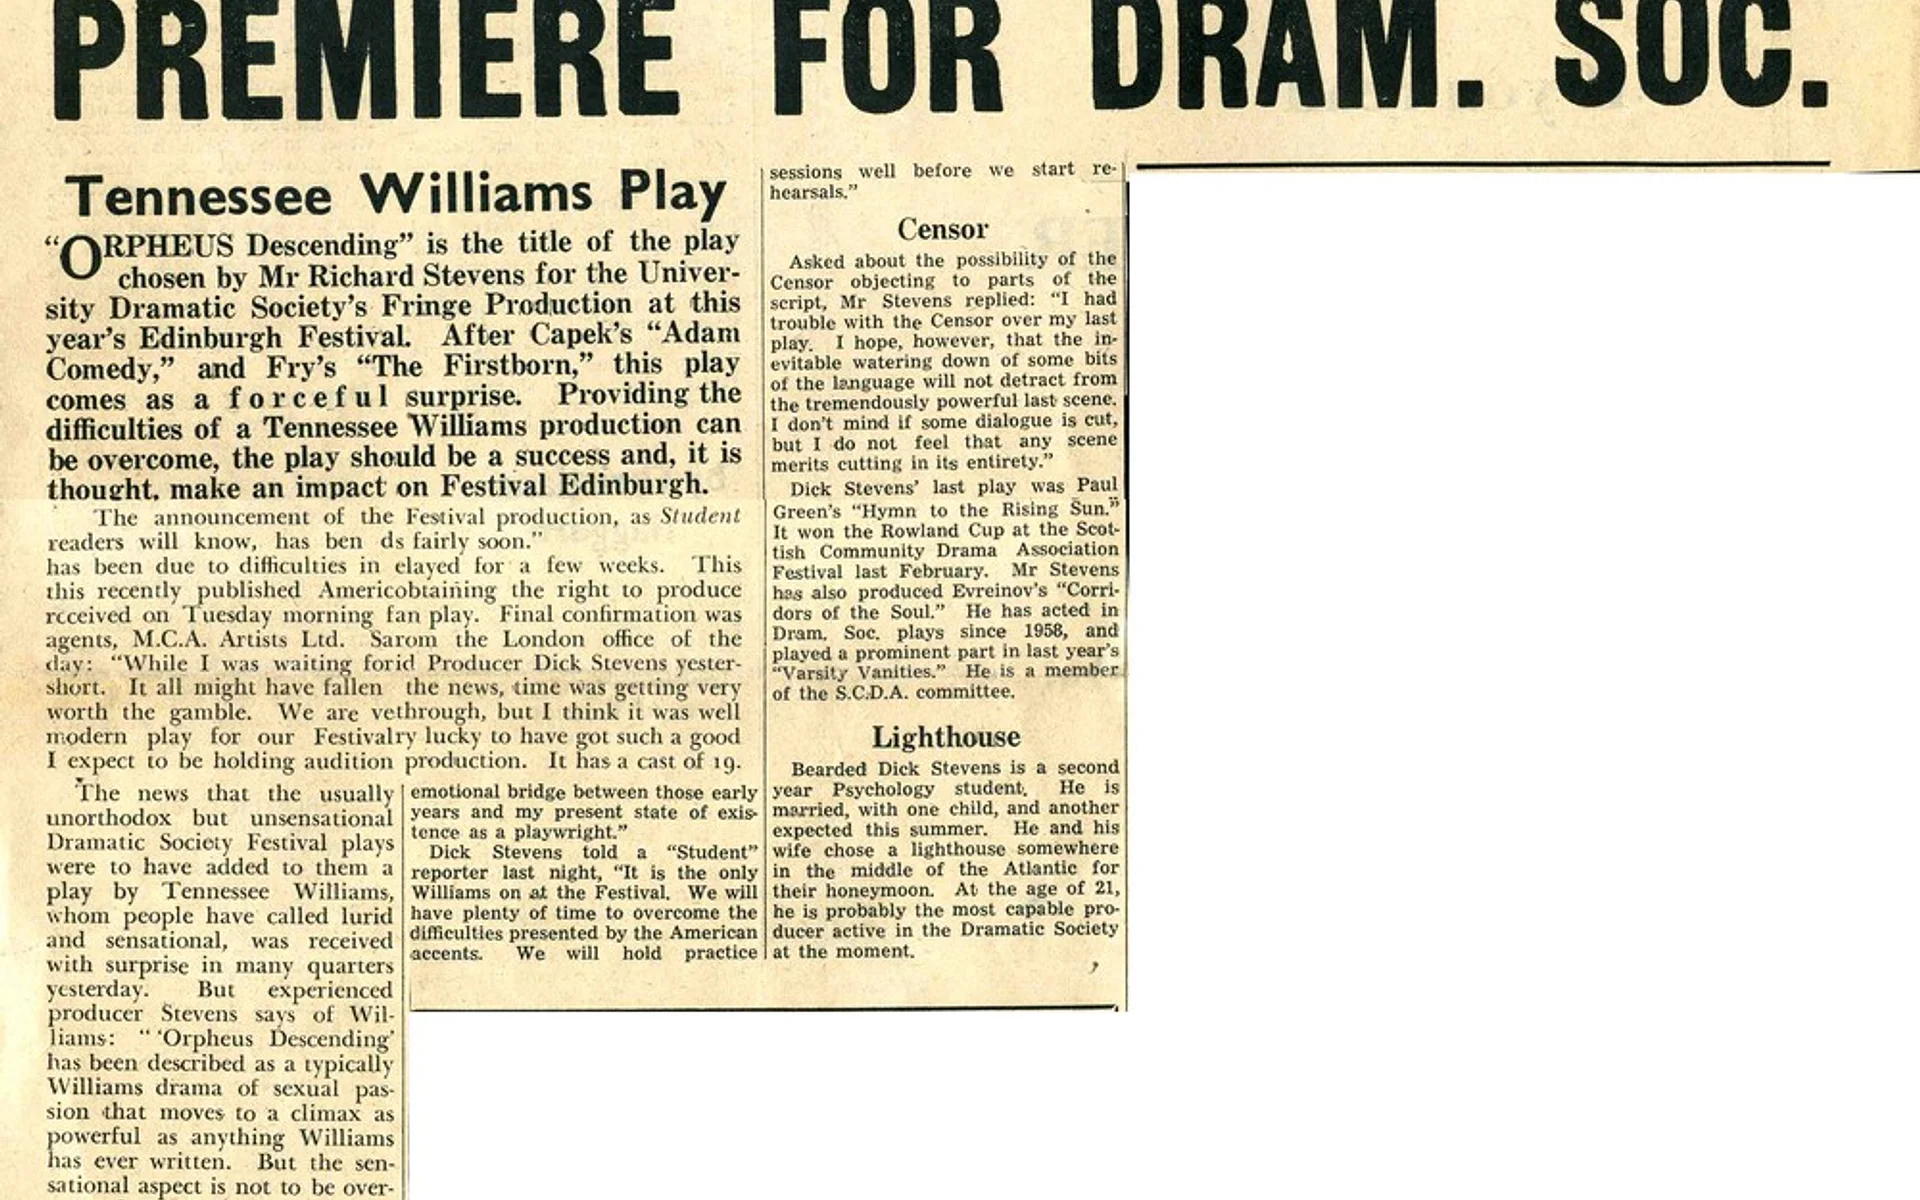 PREMIERE FOR DRAM. SOC.
Tennessee Williams Play
“ORPHEUS Descending” is the title of the play
chosen by Mr Richard Stevens for the Univer-
sity Dramatic Society’s Fringe Production at this
year’s Edinburgh Festival. After Capek’s “Adam
Comedy,” and Fry’s “The Firstborn,” this play
comes as a forceful surprise. Providing the
difficulties of a Tennessee Williams production can
be overcome, the play should be a success and, it is
thought, make an impact on Festival Edinburgh.
The announcement of the Festival production, as Student
readers will know, has ben ds fairly soon.”
has been due to difficulties in elayed for a few weeks. This
this recently published Americobtaining the right to produce
received on Tuesday morning fan play. Final confirmation was
agents, M.C.A. Artists Ltd. Sarom the London office of the
day: “While I was waiting forid Producer Dick Stevens yester-
short. It all might have fallen the news, time was getting very
worth the gamble. We are vethrough, but I think it was well
modern play for our Festivalry lucky to have got such a good
I expect to be holding audition production. It has a cast of 19.
The news that the usually
unorthodox but unsensational
Dramatic Society Festival plays
were to have added to them a
play by Tennessee Williams,
whom people have called lurid
and sensational, was received
with surprise in many quarters
yesterday. But experienced
producer Stevens says of Wil-
liams: “ ‘Orpheus Descending’
has been described as a typically
Williams drama of sexual pas-
sion that moves to a climax as
powerful as anything Williams
has ever written. But the sen-
sational aspect is not to be over-
emotional bridge between those early
years and my present state of exis-
tence as a playwright.”
Dick Stevens told a “Student”
reporter last night, “It is the only
Williams on at the Festival. We will
have plenty of time to overcome the
difficulties presented by the American
accents. We will hold practice
sessions well before we start re-
hearsals.”
Censor
Asked about the possibility of the
Censor objecting to parts of the
script, Mr Stevens replied: “I had
trouble with the Censor over my last
play. I hope, however, that the in-
evitable watering down of some bits
of the language will not detract from
the tremendously powerful last scene.
I don’t mind if some dialogue is cut,
but I do not feel that any scene
merits cutting in its entirety.”
Dick Stevens’ last play was Paul
Green’s “Hymn to the Rising Sun.”
It won the Rowland Cup at the Scot-
tish Community Drama Association
Festival last February. Mr Stevens
has also produced Evreinov’s “Corri-
dors of the Soul.” He has acted in
Dram. Soc. plays since 1958, and
played a prominent part in last year’s
“Varsity Vanities.” He is a member
of the S.C.D.A. committee.
Lighthouse
Bearded Dick Stevens is a second
year Psychology student. He is
married, with one child, and another
expected this summer. He and his
wife chose a lighthouse somewhere
in the middle of the Atlantic for
their honeymoon. At the age of 21,
he is probably the most capable pro-
ducer active in the Dramatic Society
at the moment.